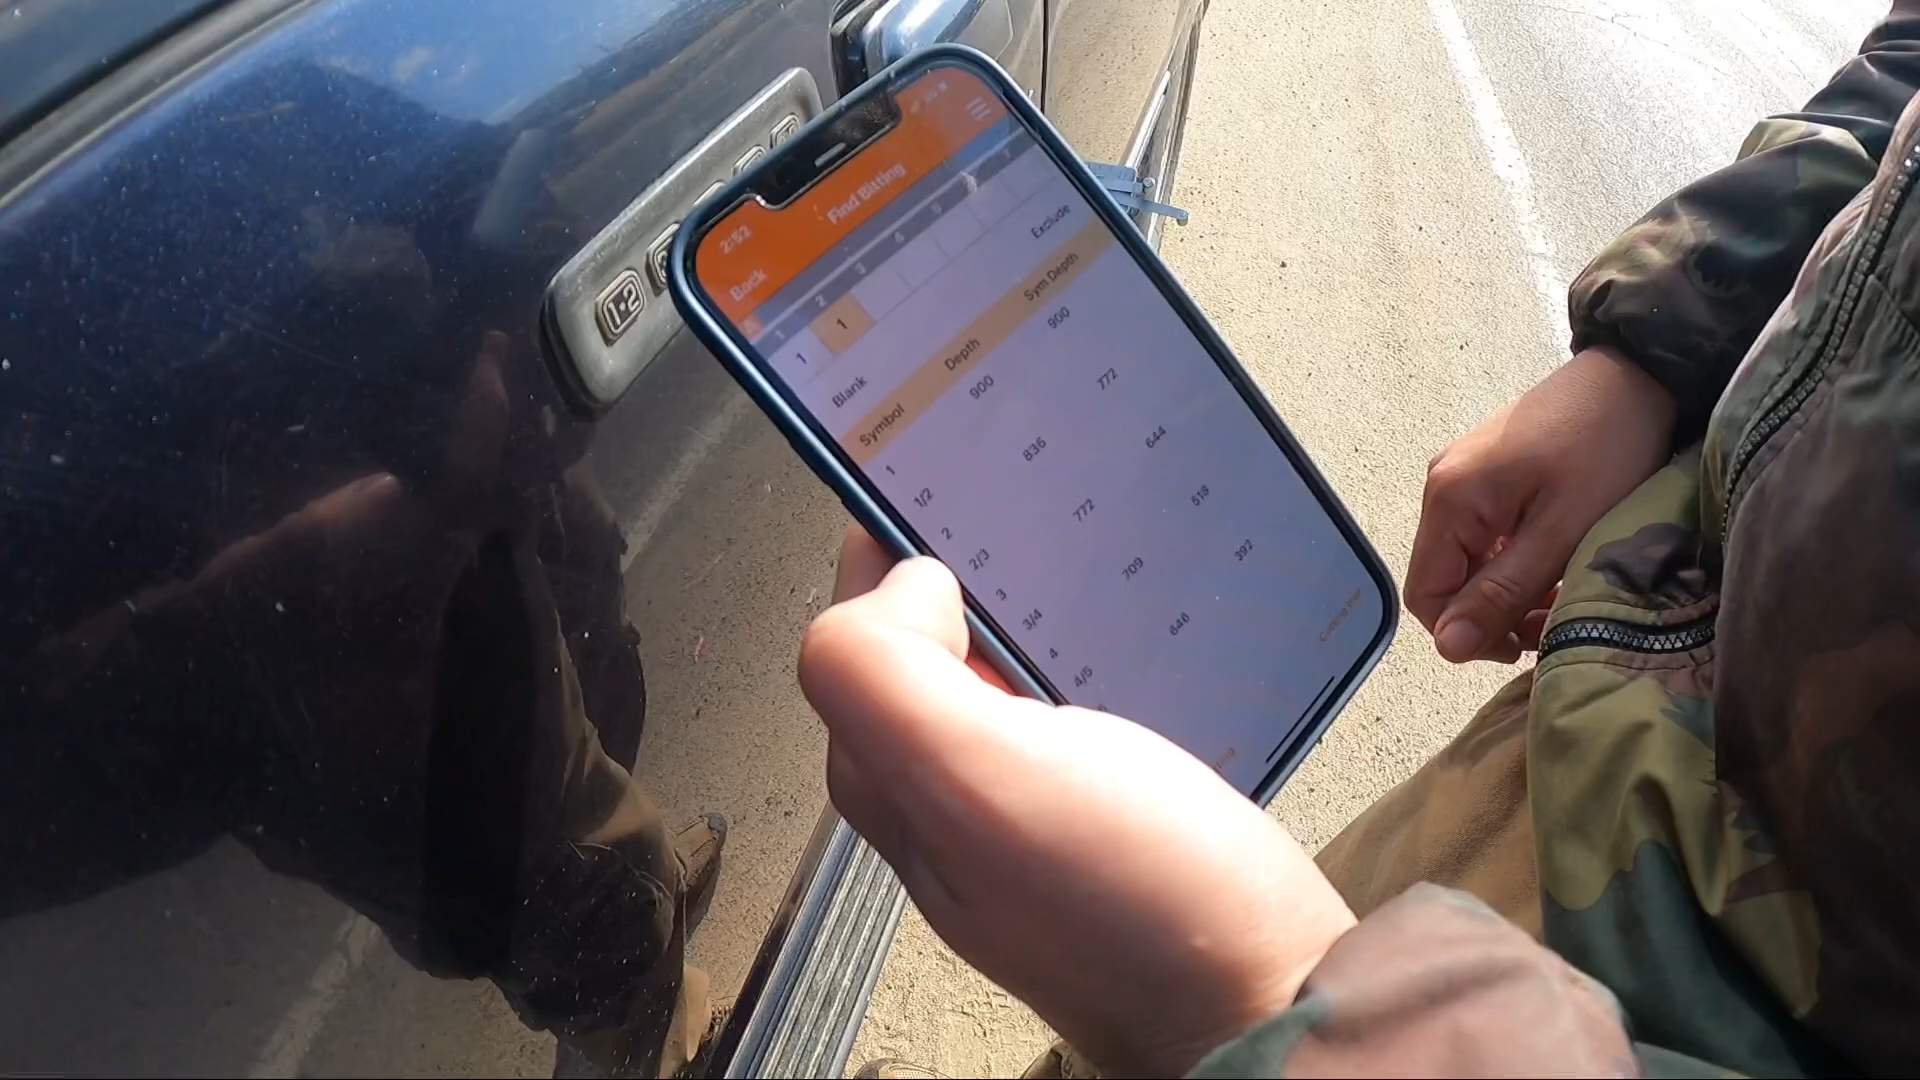 2:52
Back
Find Bitting
1 2 3 4 5 6 7
1 1
Blank
Exclude
Symbol Depth Sym Depth
1 900 900
1/2 836 772
2 772 644
2/3 709 518
3 646 392
3/4
4
4/5
1•2